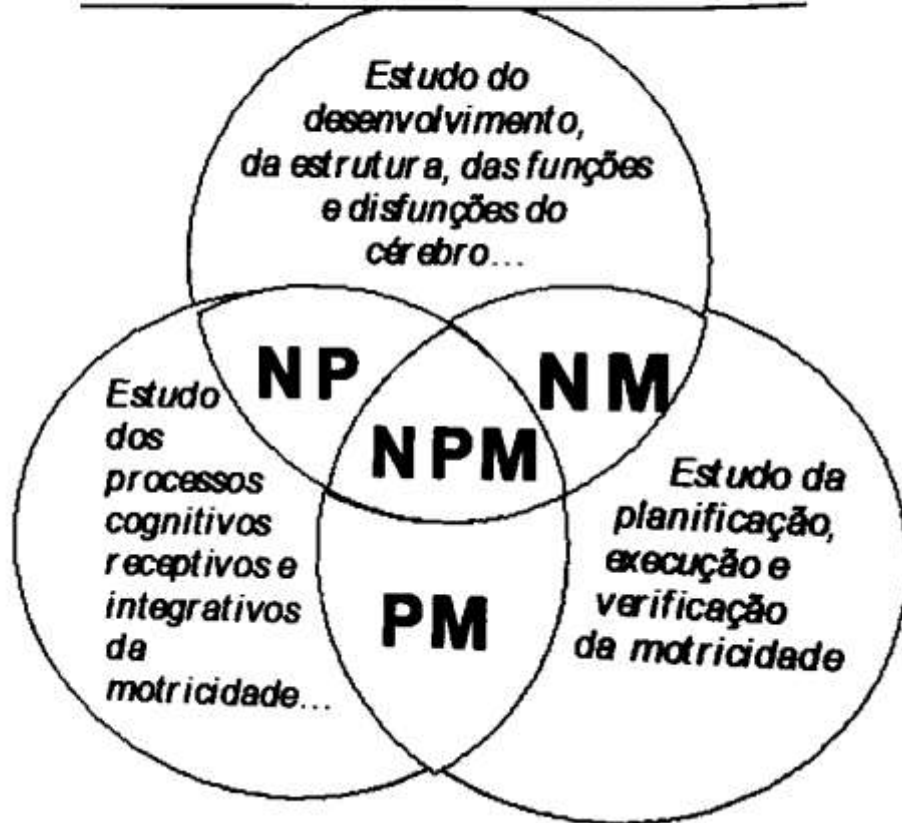 Estudo do
desenvolvimento,
da estrutura, das funções
e disfunções do
cérebro...
NP
NM
NPM
Estudo
dos
processos
cognitivos
receptivos e
integrativos
da
motricidade...
Estudo da
planificação,
execução e
verificação
da motricidade
PM